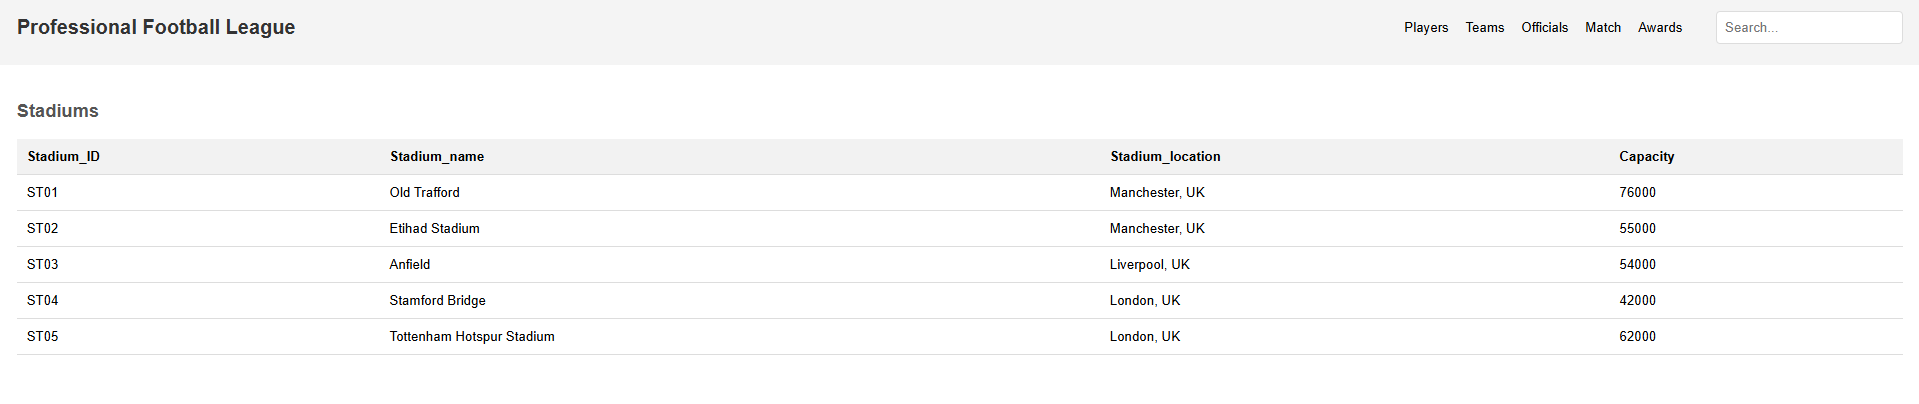 Professional Football League Players Teams Officials Match Awards Search...
Stadiums
Stadium_ID Stadium_name Stadium_location Capacity
ST01 Old Trafford Manchester, UK 76000
ST02 Etihad Stadium Manchester, UK 55000
ST03 Anfield Liverpool, UK 54000
ST04 Stamford Bridge London, UK 42000
ST05 Tottenham Hotspur Stadium London, UK 62000